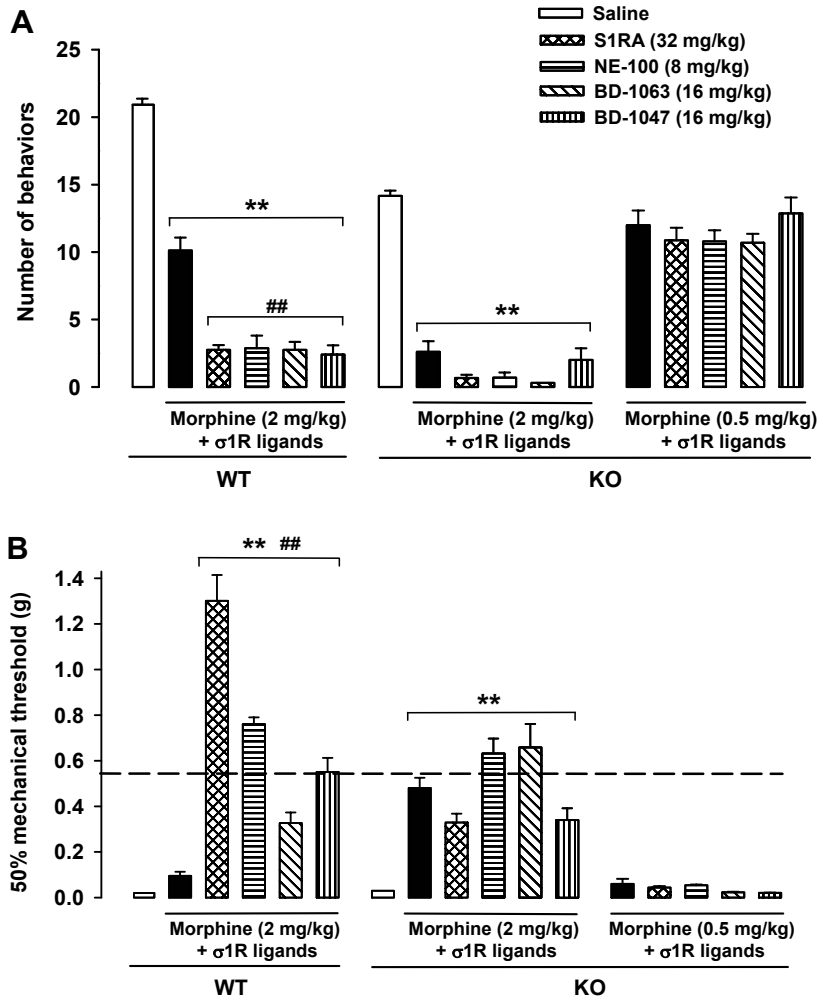 A
Saline
S1RA (32 mg/kg)
NE-100 (8 mg/kg)
BD-1063 (16 mg/kg)
BD-1047 (16 mg/kg)
Number of behaviors
25
20
15
10
5
0
**
##
**
Morphine (2 mg/kg)
+ σ1R ligands
Morphine (2 mg/kg)
+ σ1R ligands
Morphine (0.5 mg/kg)
+ σ1R ligands
WT
KO
B
50% mechanical threshold (g)
1.4
1.2
1.0
0.8
0.6
0.4
0.2
0.0
** ##
**
Morphine (2 mg/kg)
+ σ1R ligands
Morphine (2 mg/kg)
+ σ1R ligands
Morphine (0.5 mg/kg)
+ σ1R ligands
WT
KO